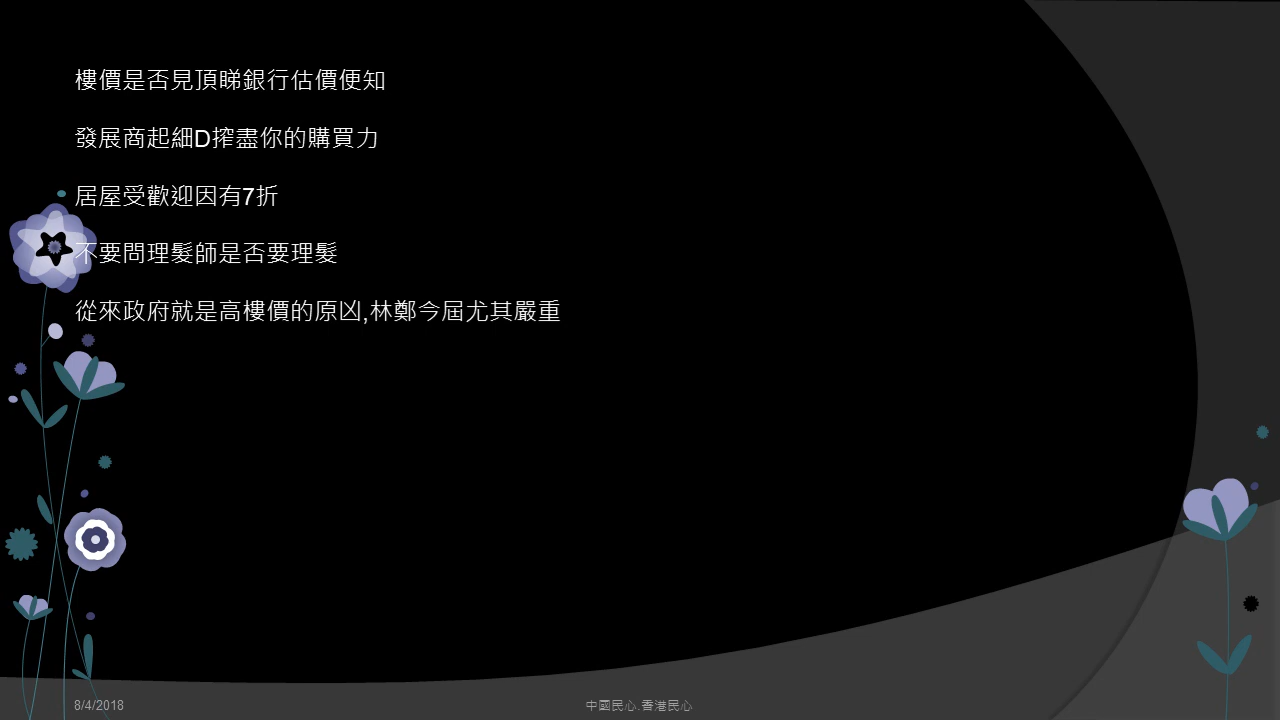 樓價是否見頂睇銀行估價便知
發展商起細D搾盡你的購買力
居屋受歡迎因有7折
不要問理髮師是否要理髮
從來政府就是高樓價的原凶,林鄭今屆尤其嚴重
8/4/2018
中國民心.香港民心